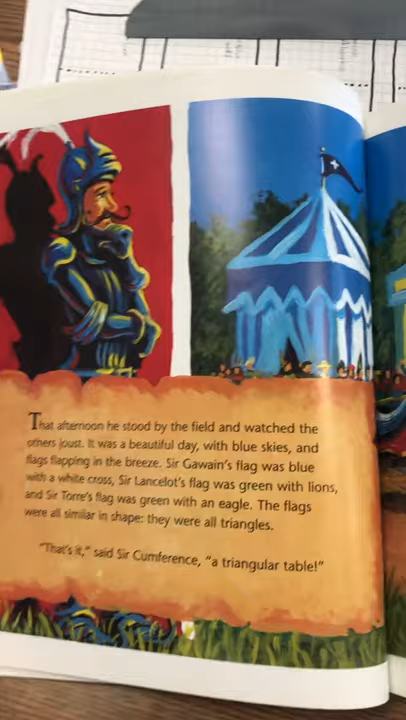 That afternoon he stood by the field and watched the
others joust. It was a beautiful day, with blue skies, and
flags flapping in the breeze. Sir Gawain's flag was blue
with a white cross, Sir Lancelot's flag was green with lions,
and Sir Torre's flag was green with an eagle. The flags
were all similar in shape: they were all triangles.
"That's it," said Sir Cumference, "a triangular table!"